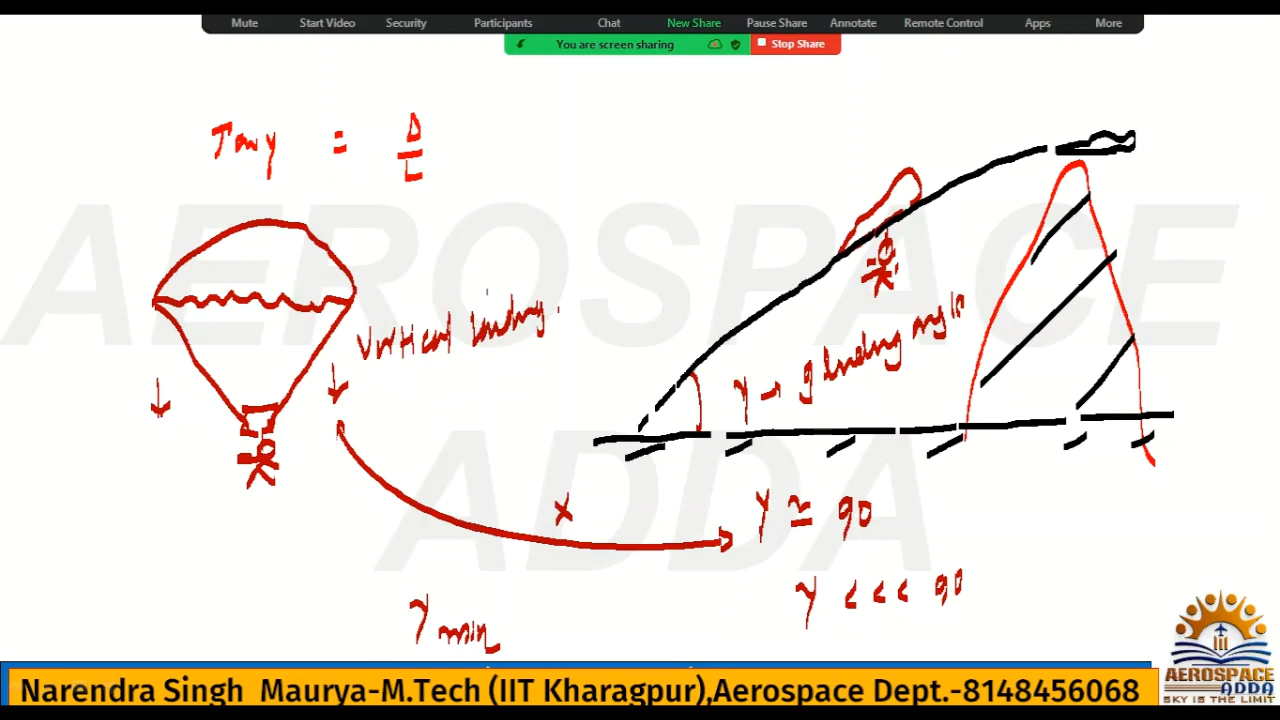 Mute Start Video Security Participants Chat New Share Pause Share Annotate Remote Control Apps More
You are screen sharing Stop Share
Tan γ = D/L
Vertical landing
γ → glinding angle
x
γ ≃ 90
γ < < < 90
γ min
AEROSPACE
ADDA
Narendra Singh Maurya-M.Tech (IIT Kharagpur),Aerospace Dept.-8148456068
AEROSPACE
ADDA
SKY IS THE LIMIT